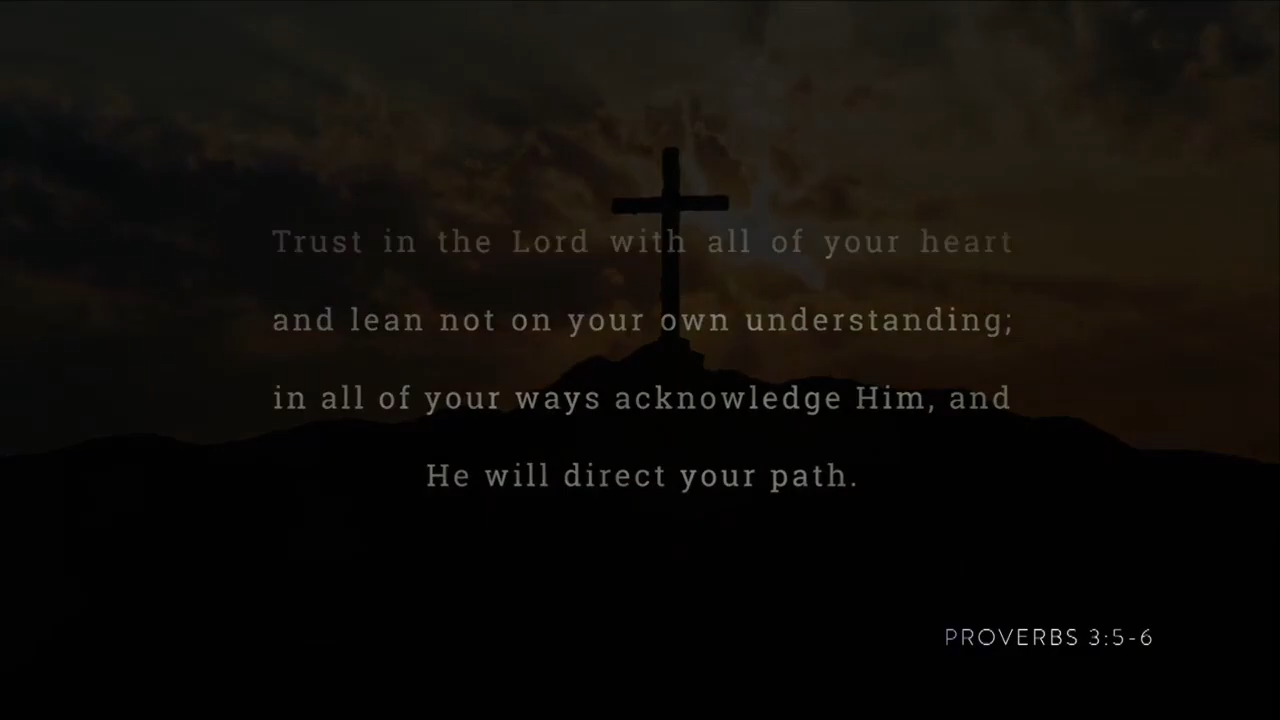 Trust in the Lord with all of your heart
and lean not on your own understanding;
in all of your ways acknowledge Him, and
He will direct your path.
PROVERBS 3:5-6